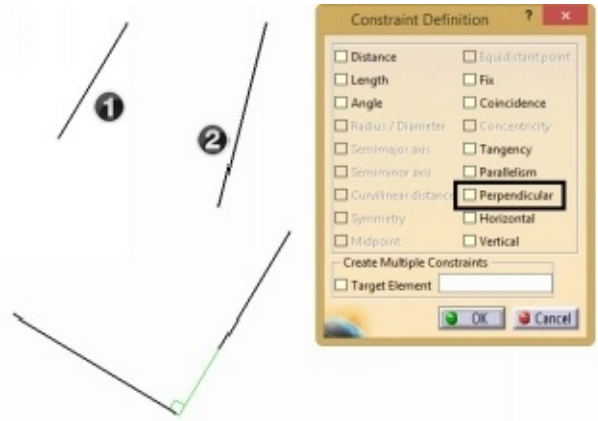 1
2
Constraint Definition ? ×
Distance
Equidistant point
Length
Fix
Angle
Coincidence
Radius / Diameter
Concentricity
Semimajor axis
Tangency
Semiminor axis
Parallelism
Curvilinear distance
Perpendicular
Symmetry
Horizontal
Midpoint
Vertical
Create Multiple Constraints
Target Element
OK
Cancel